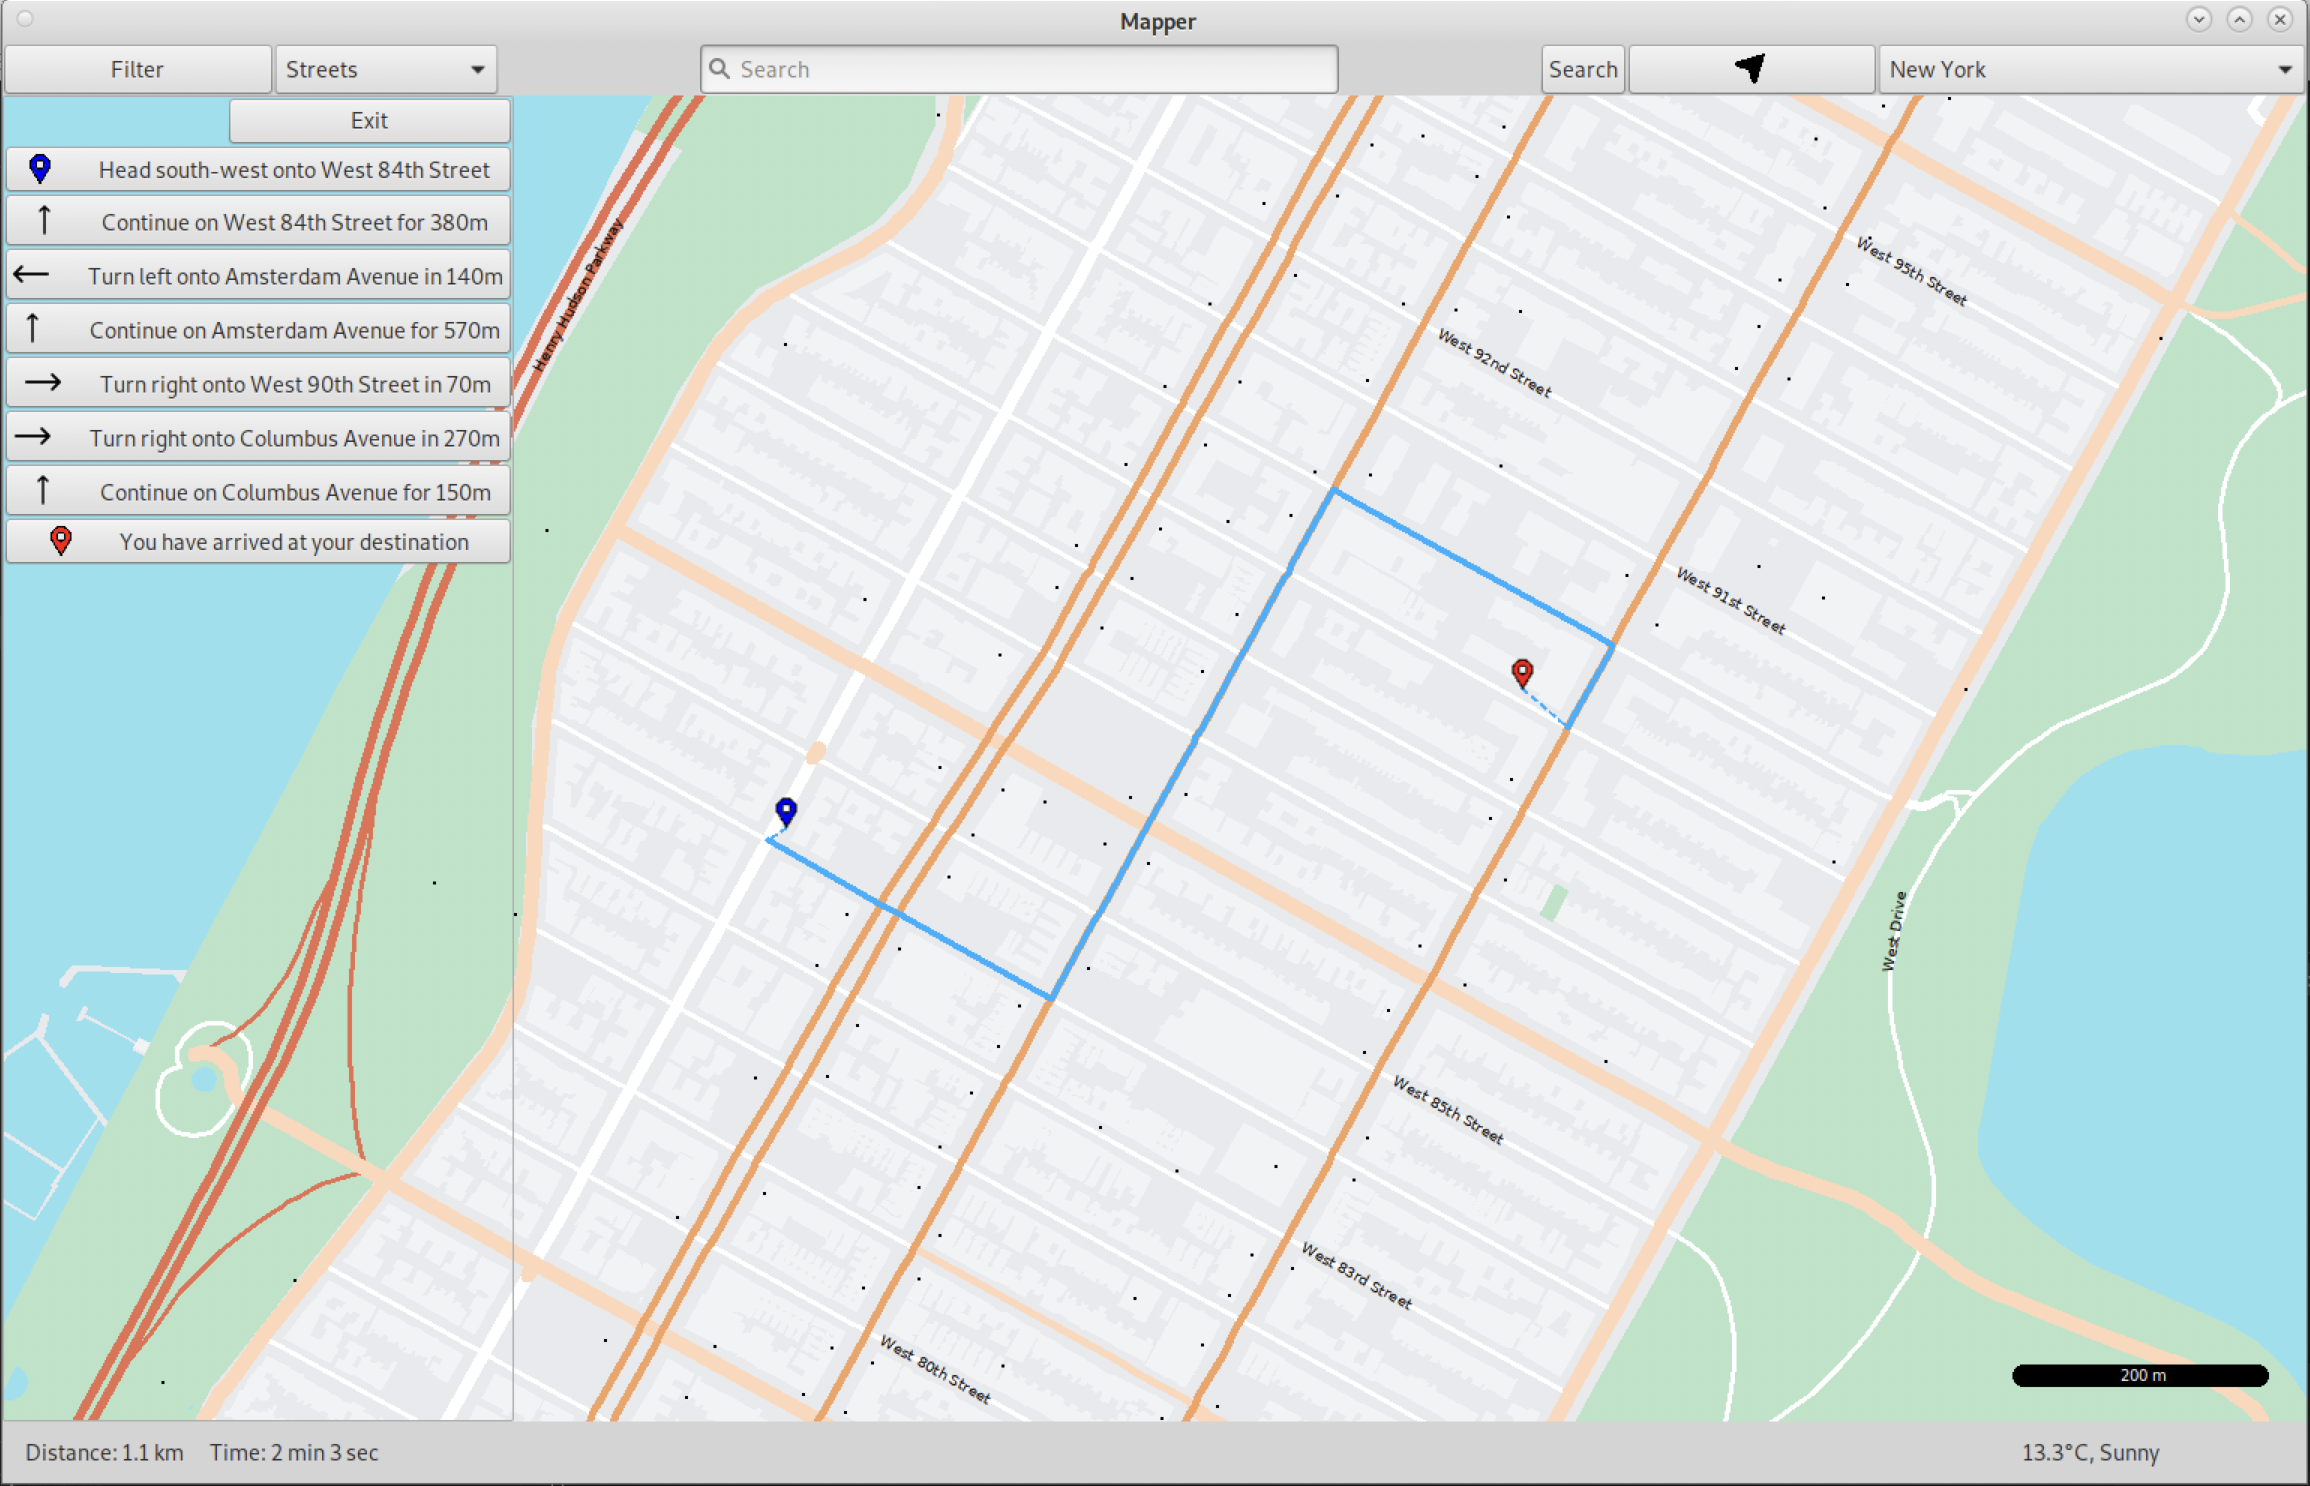 Mapper
Filter
Streets
Search
Search
New York
Exit
Head south-west onto West 84th Street
Continue on West 84th Street for 380m
Turn left onto Amsterdam Avenue in 140m
Continue on Amsterdam Avenue for 570m
Turn right onto West 90th Street in 70m
Turn right onto Columbus Avenue in 270m
Continue on Columbus Avenue for 150m
You have arrived at your destination
Henry Hudson Parkway
West 95th Street
West 92nd Street
West 91st Street
West Drive
West 85th Street
West 83rd Street
West 80th Street
200 m
Distance: 1.1 km Time: 2 min 3 sec
13.3°C, Sunny